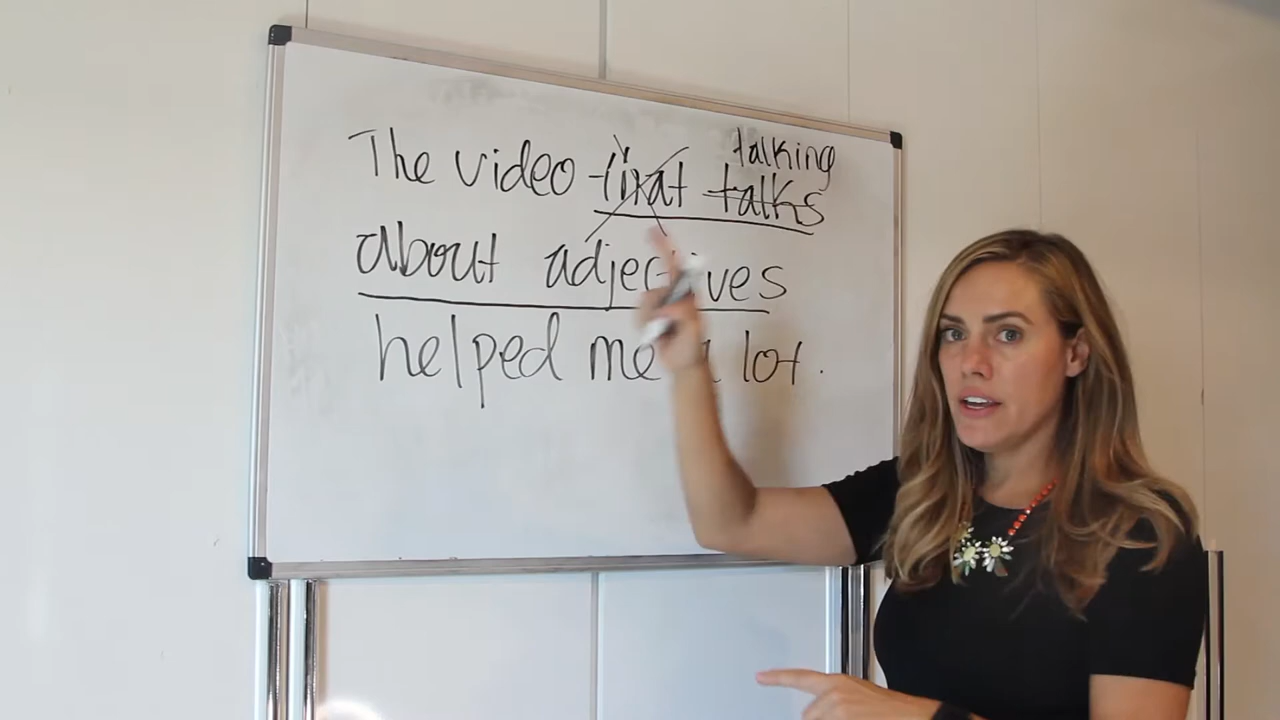 talking
The video that talks
about adjectives
helped me a lot.